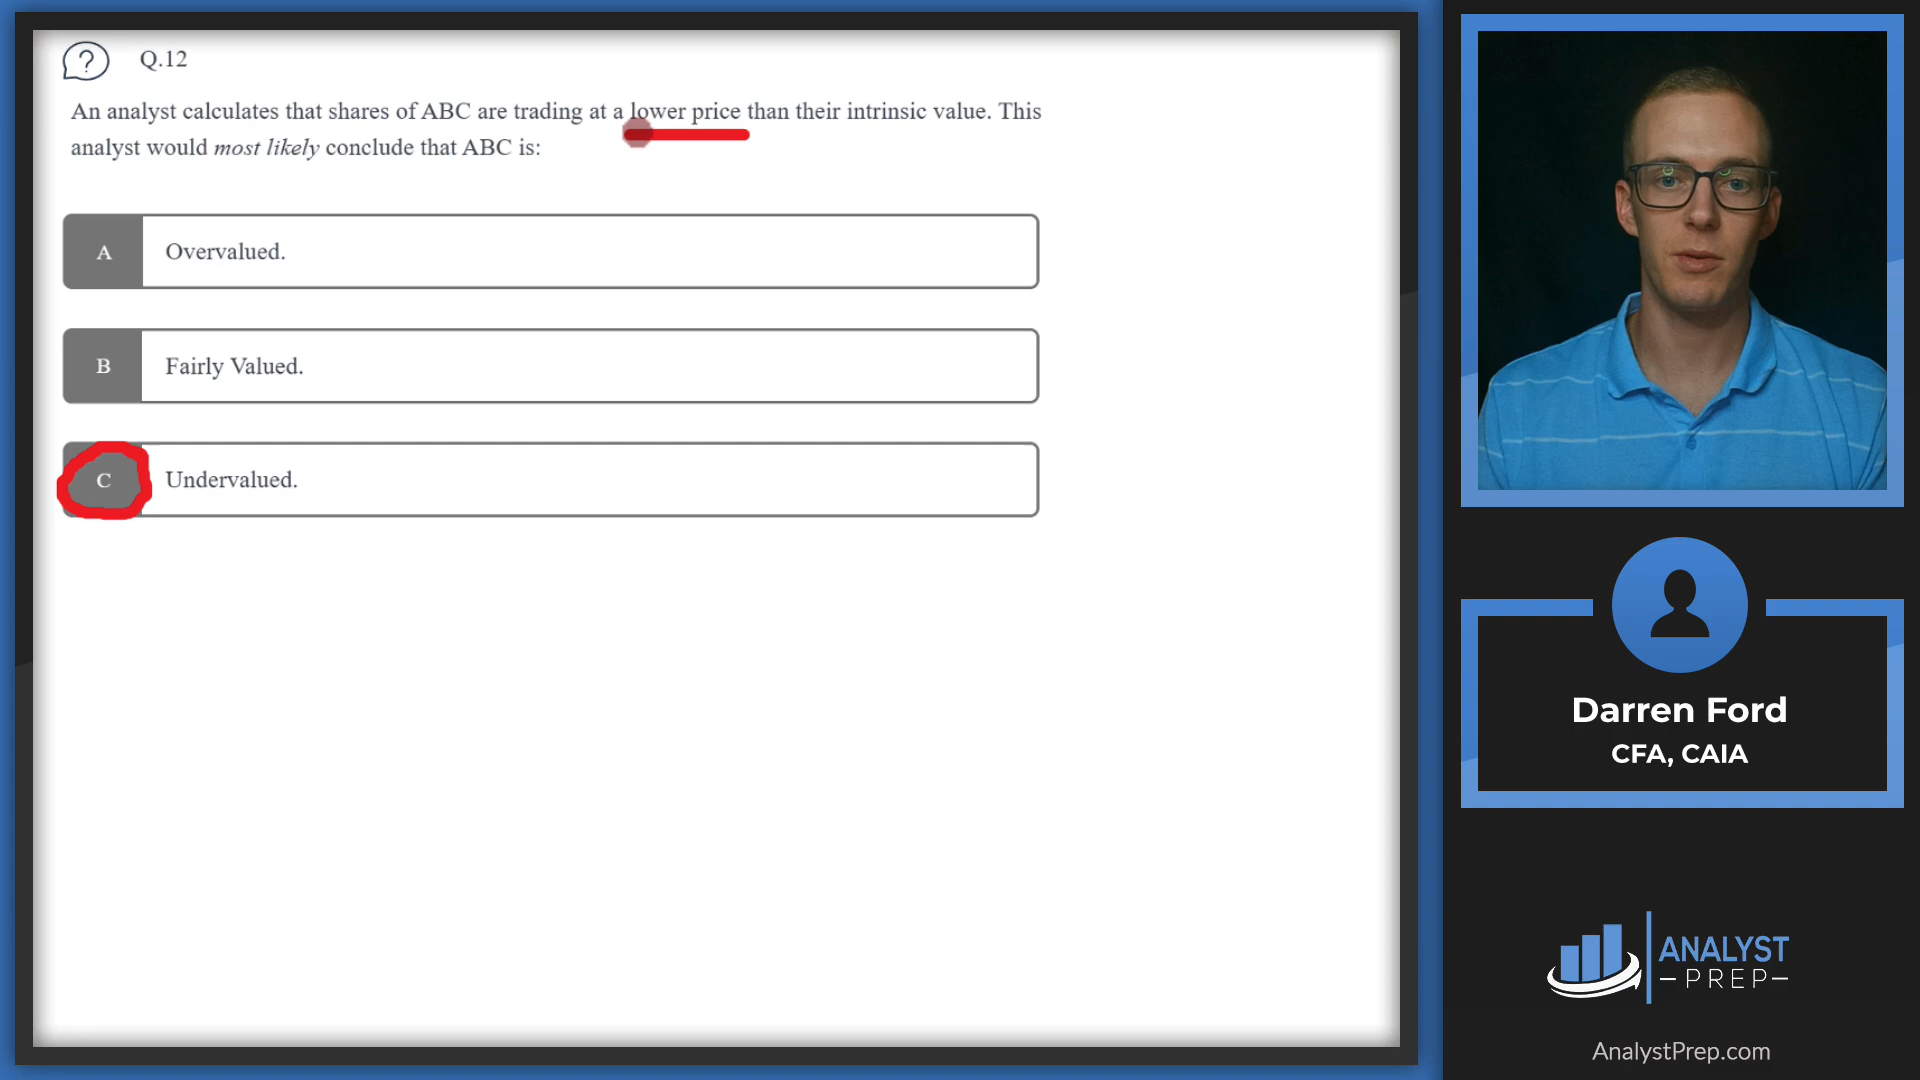 ?
Q.12
An analyst calculates that shares of ABC are trading at a lower price than their intrinsic value. This
analyst would most likely conclude that ABC is:
A
Overvalued.
B
Fairly Valued.
C
Undervalued.
Darren Ford
CFA, CAIA
ANALYST
PREP
AnalystPrep.com